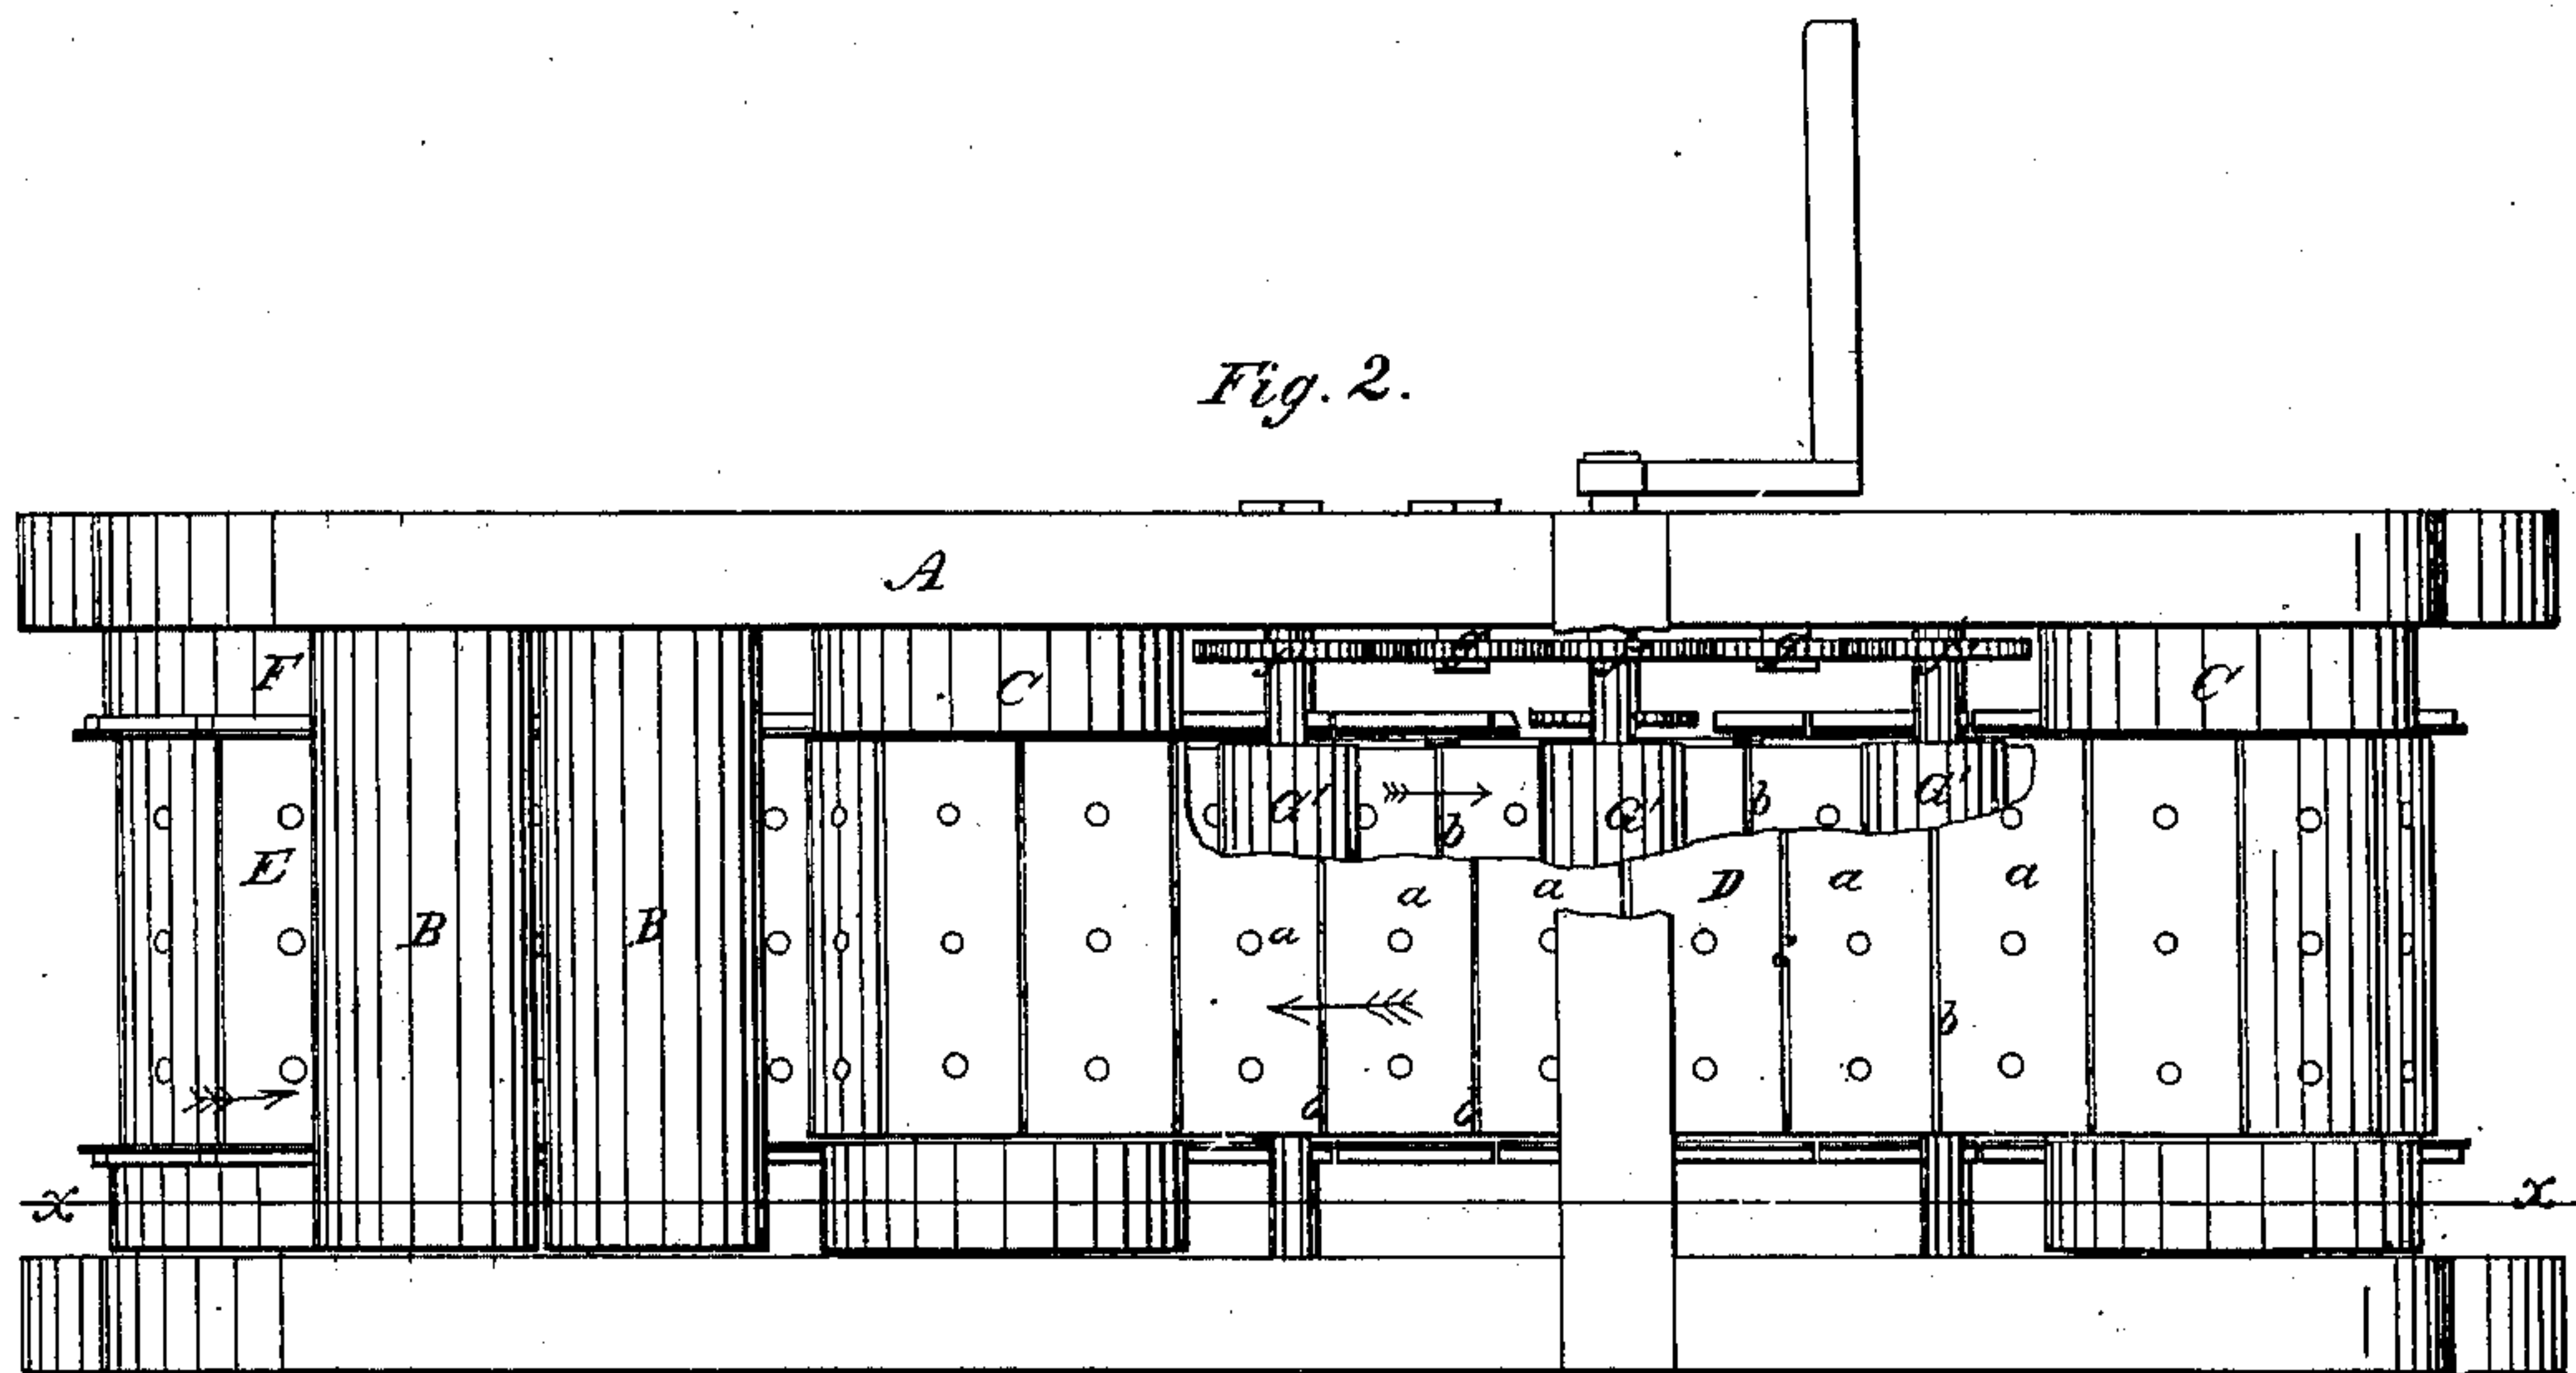 Fig. 2.
A
F C g g C
a' a' a'
b b
E a a D a a
B B a
b
b b
x x